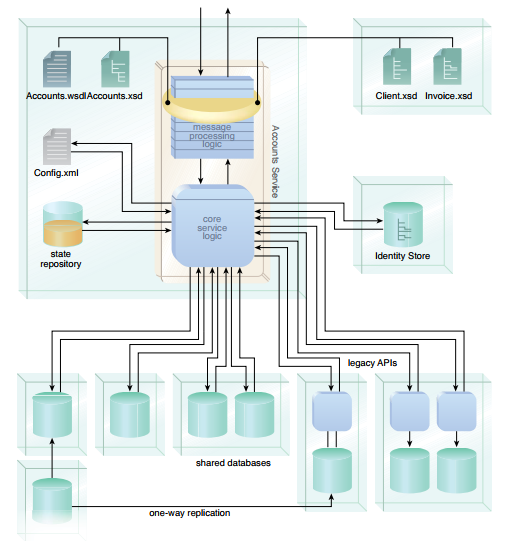 Accounts.wsdl
Accounts.xsd
Client.xsd
Invoice.xsd
message
processing
logic
Accounts Service
Config.xml
core
service
logic
state
repository
Identity Store
legacy APIs
shared databases
one-way replication